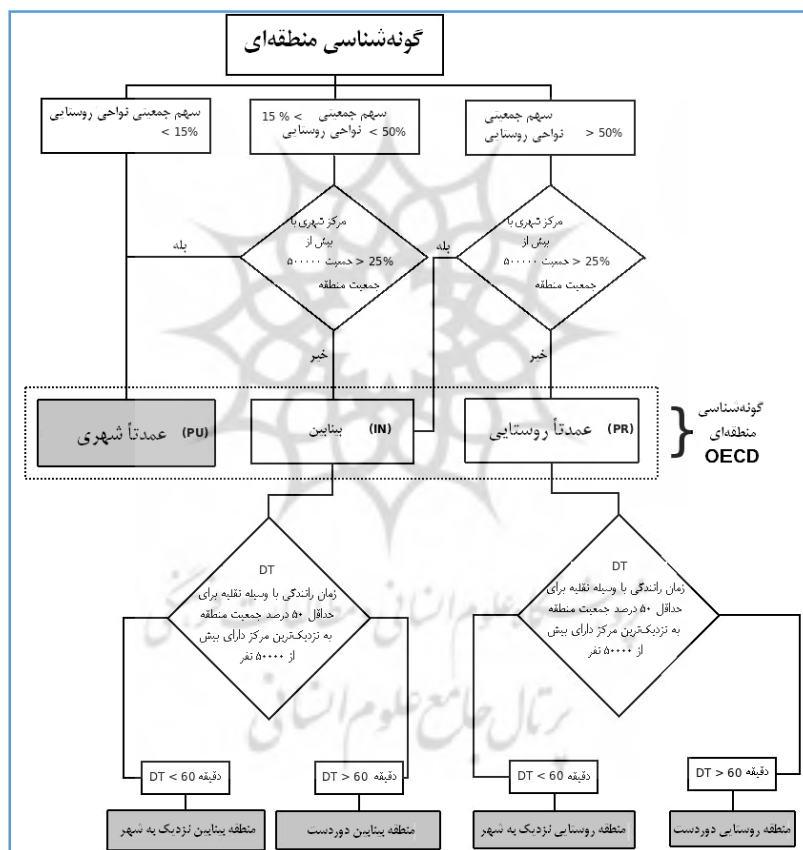 گونه‌شناسی منطقه‌ای
سهم جمعیتی نواحی روستایی
< 15%
سهم جمعیتی
15 % <
نواحی روستایی
< 50%
سهم جمعیتی
نواحی روستایی
> 50%
مرکز شهری با
بیش از
۵۰۰۰۰۰ جمعیت > 25%
جمعیت منطقه
بله
خیر
مرکز شهری با
بیش از
۵۰۰۰۰۰ جمعیت > 25%
جمعیت منطقه
بله
خیر
گونه‌شناسی
منطقه‌ای
OECD
عمدتاً روستایی (PR)
بینابین (IN)
عمدتاً شهری (PU)
DT
زمان رانندگی با وسیله نقلیه برای
حداقل ۵۰ درصد جمعیت منطقه
به نزدیک‌ترین مرکز دارای بیش
از ۵۰۰۰۰ نفر
DT
زمان رانندگی با وسیله نقلیه برای
حداقل ۵۰ درصد جمعیت منطقه
به نزدیک‌ترین مرکز دارای بیش
از ۵۰۰۰۰ نفر
DT > 60 دقیقه
DT < 60 دقیقه
DT > 60 دقیقه
DT < 60 دقیقه
منطقه روستایی دوردست
منطقه روستایی نزدیک به شهر
منطقه بینابین دوردست
منطقه بینابین نزدیک به شهر
پرتال جامع علوم انسانی